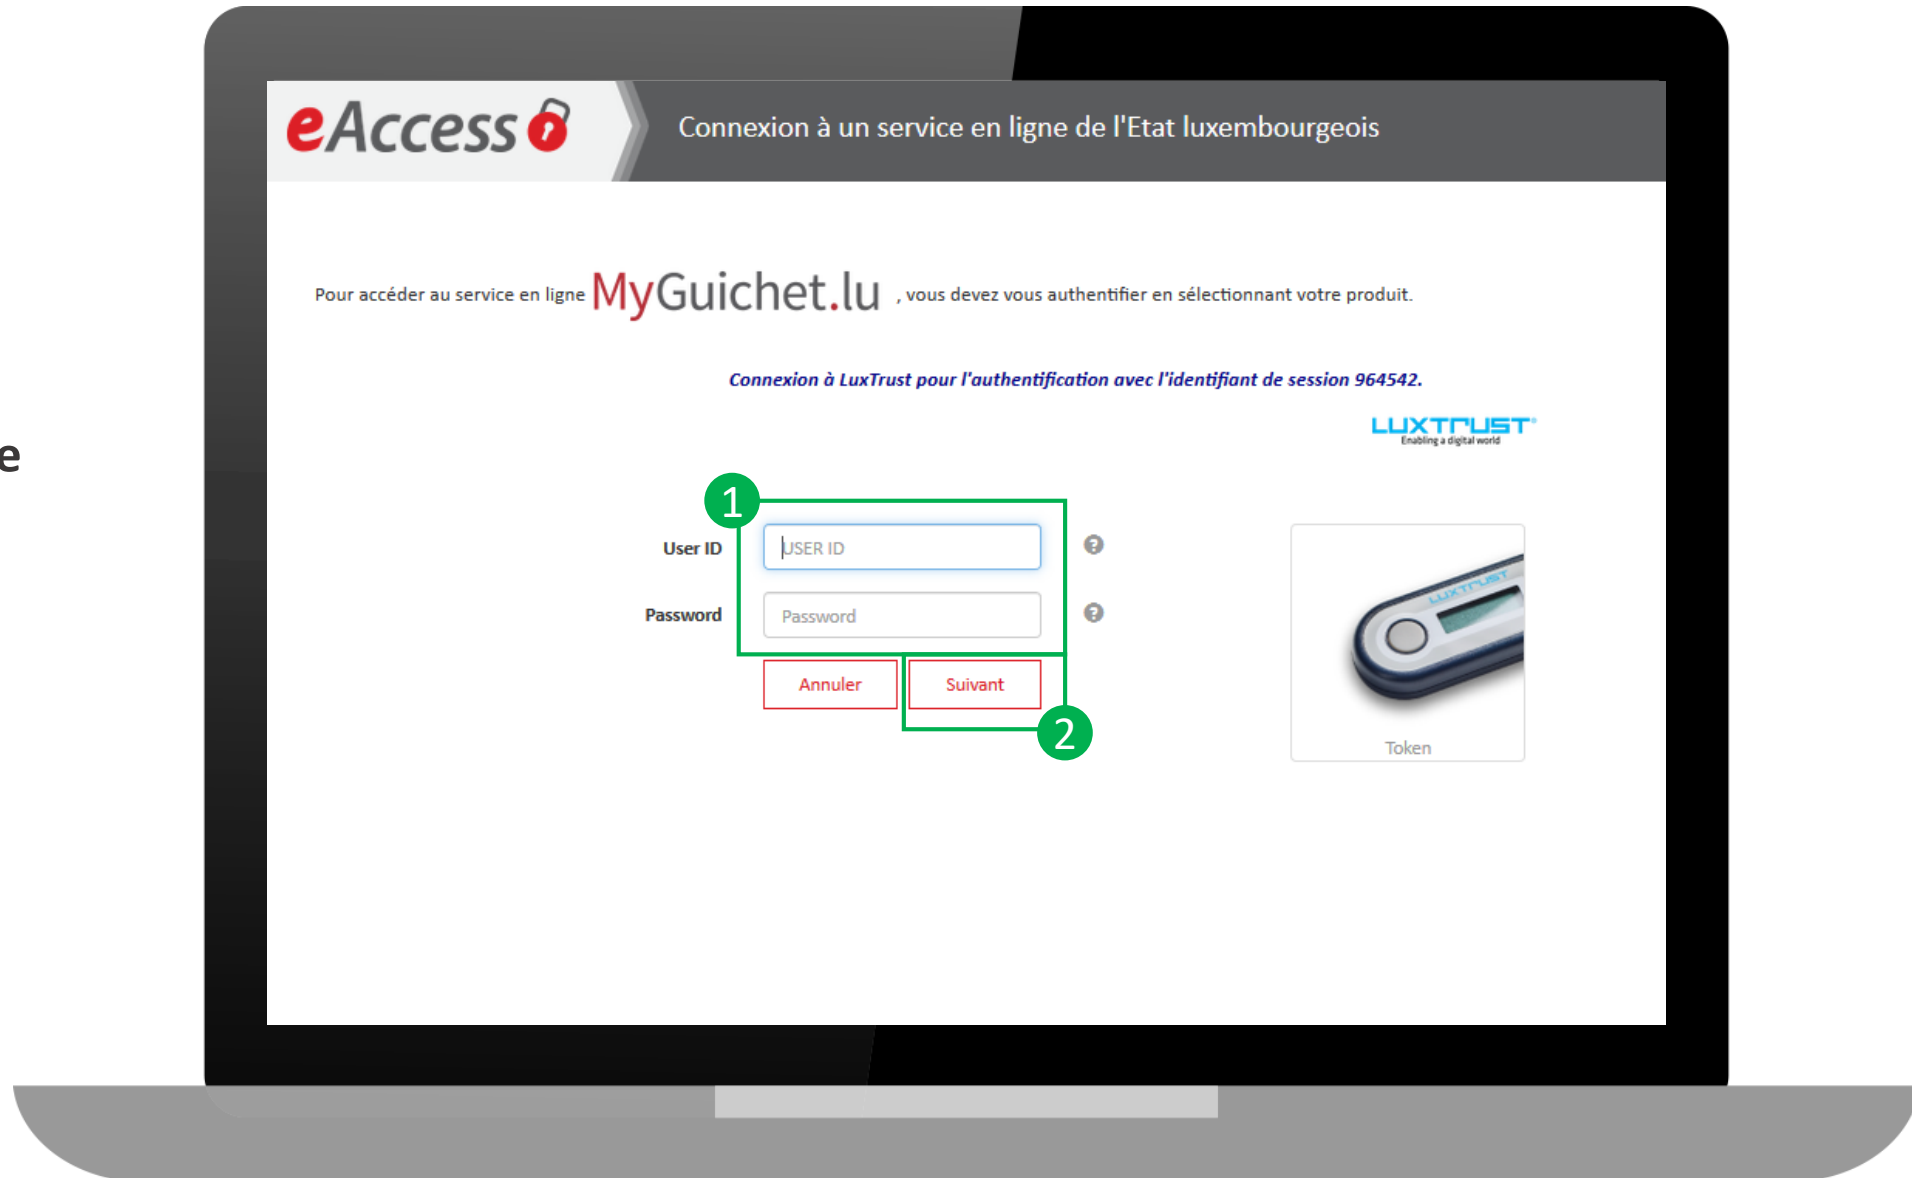 eAccess
Connexion à un service en ligne de l'Etat luxembourgeois
Pour accéder au service en ligne MyGuichet.lu , vous devez vous authentifier en sélectionnant votre produit.
Connexion à LuxTrust pour l'authentification avec l'identifiant de session 964542.
LUXTRUST
Enabling a digital world
e
1
User ID
USER ID
?
Password
Password
?
Annuler
Suivant
2
LUXTRUST
Token